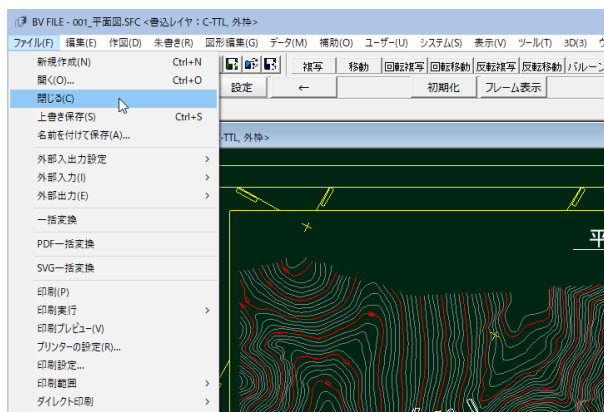 BV FILE - 001_平面図.SFC <書込レイヤ : C-TTL, 外枠>
ファイル(F) 編集(E) 作図(D) 朱書き(R) 図形編集(G) データ(M) 補助(O) ユーザー(U) システム(S) 表示(V) ツール(T) 3D(3)
新規作成(N) Ctrl+N
複写 移動 回転複写 回転移動 反転複写 反転移動 バルーン
開く(O)... Ctrl+O
設定 ← 初期化 フレーム表示
閉じる(C)
上書き保存(S) Ctrl+S
名前を付けて保存(A)...
-TTL, 外枠>
外部入出力設定 >
外部入力(I) >
外部出力(E) >
一括変換
平
PDF一括変換
SVG一括変換
印刷(P)
印刷実行 >
印刷プレビュー(V)
プリンターの設定(R)...
印刷設定...
印刷範囲 >
ダイレクト印刷 >